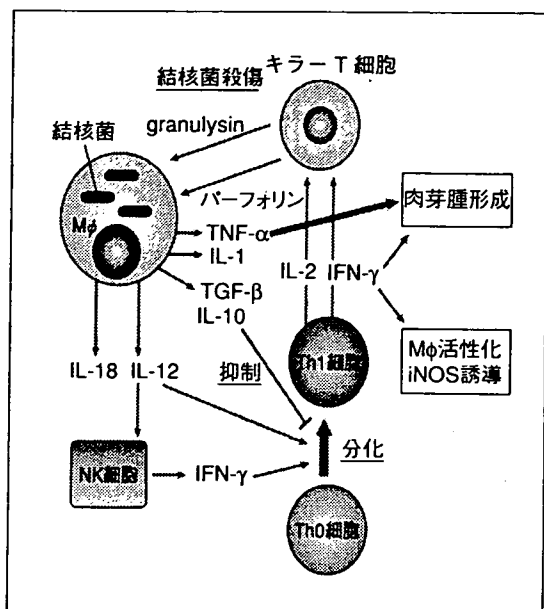 キラーT 細胞
結核菌殺傷
granulysin
結核菌
パーフォリン
肉芽腫形成
Mφ
TNF-α
IL-1
IL-2 IFN-γ
TGF-β
IL-10
Th1細胞
Mφ活性化
iNOS誘導
IL-18 IL-12
抑制
分化
NK細胞
IFN-γ
Th0細胞